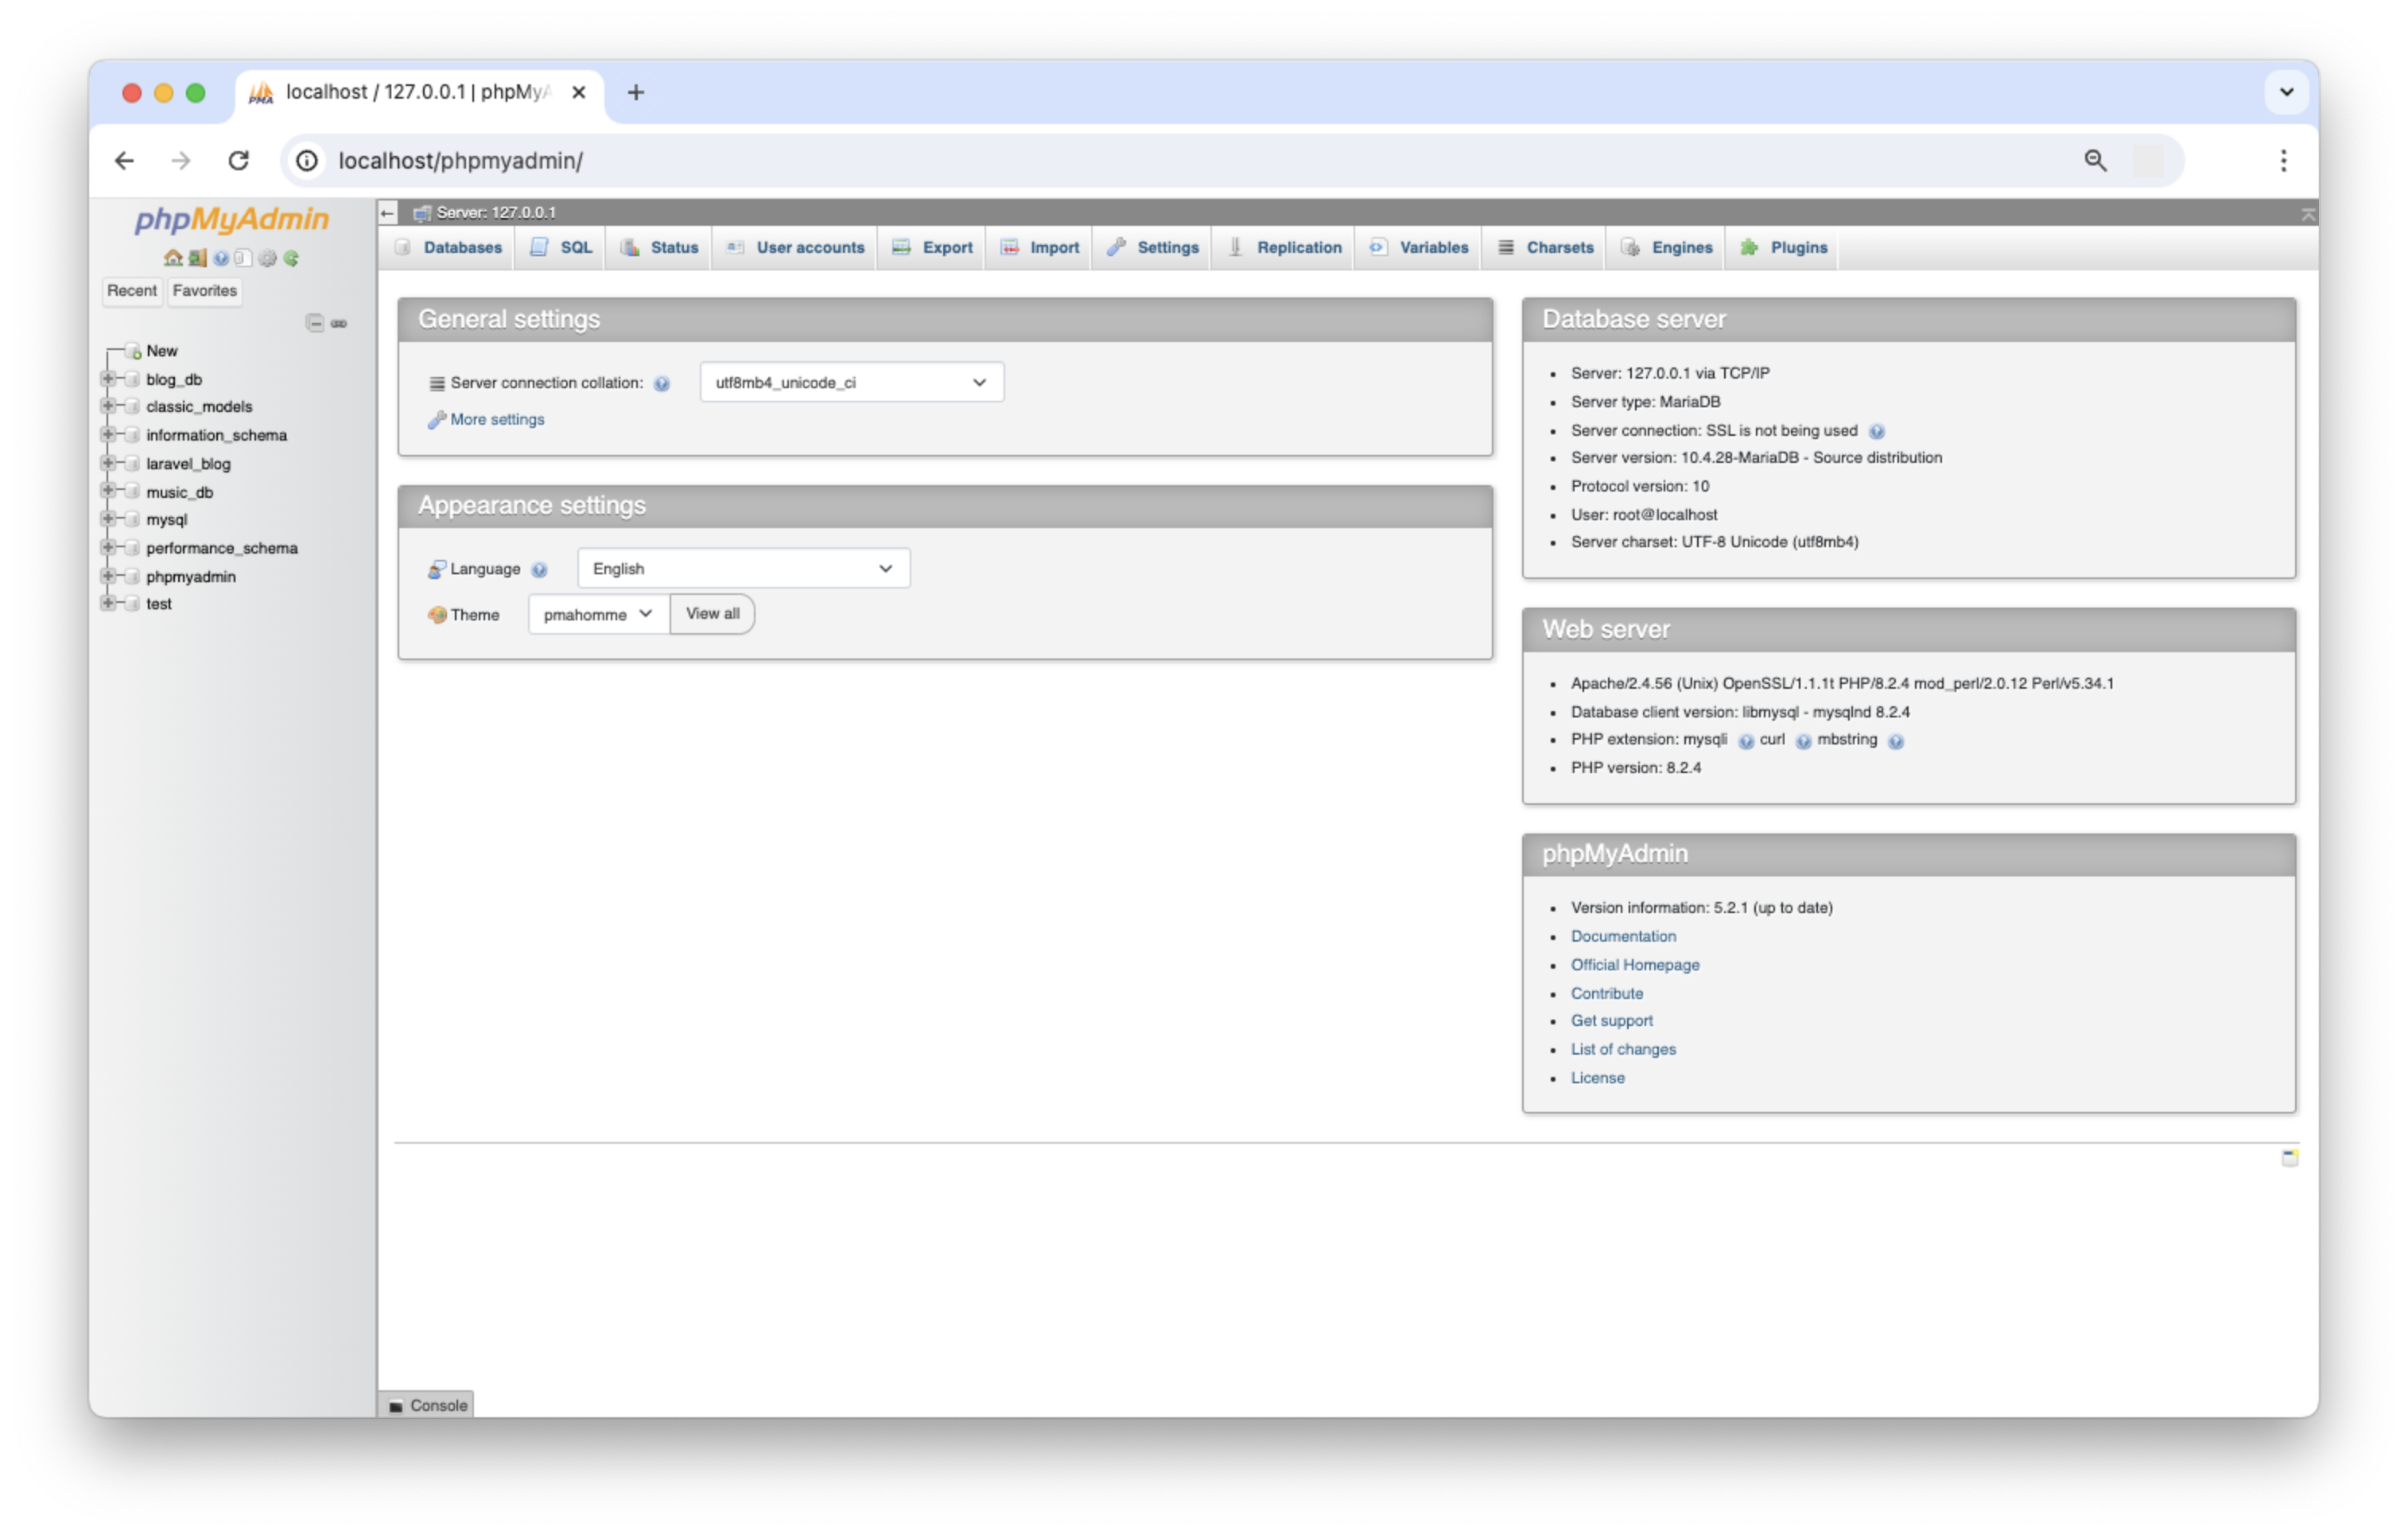 localhost / 127.0.0.1 | phpMyA
localhost/phpmyadmin/
phpMyAdmin
Recent Favorites
New
blog_db
classic_models
information_schema
laravel_blog
music_db
mysql
performance_schema
phpmyadmin
test
Server: 127.0.0.1
Databases SQL Status User accounts Export Import Settings Replication Variables Charsets Engines Plugins
General settings
Server connection collation: utf8mb4_unicode_ci
More settings
Appearance settings
Language English
Theme pmahomme View all
Database server
Server: 127.0.0.1 via TCP/IP
Server type: MariaDB
Server connection: SSL is not being used
Server version: 10.4.28-MariaDB - Source distribution
Protocol version: 10
User: root@localhost
Server charset: UTF-8 Unicode (utf8mb4)
Web server
Apache/2.4.56 (Unix) OpenSSL/1.1.1t PHP/8.2.4 mod_perl/2.0.12 Perl/v5.34.1
Database client version: libmysql - mysqlnd 8.2.4
PHP extension: mysqli curl mbstring
PHP version: 8.2.4
phpMyAdmin
Version information: 5.2.1 (up to date)
Documentation
Official Homepage
Contribute
Get support
List of changes
License
Console